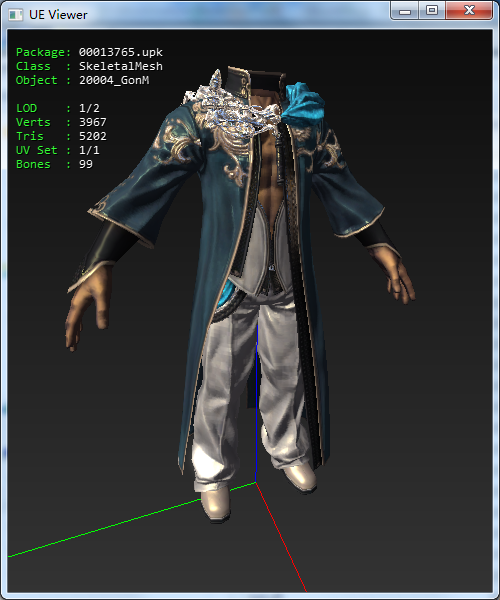 UE Viewer
Package: 00013765.upk
Class  : SkeletalMesh
Object : 20004_GonM
LOD    : 1/2
Verts  : 3967
Tris   : 5202
UV Set : 1/1
Bones  : 99